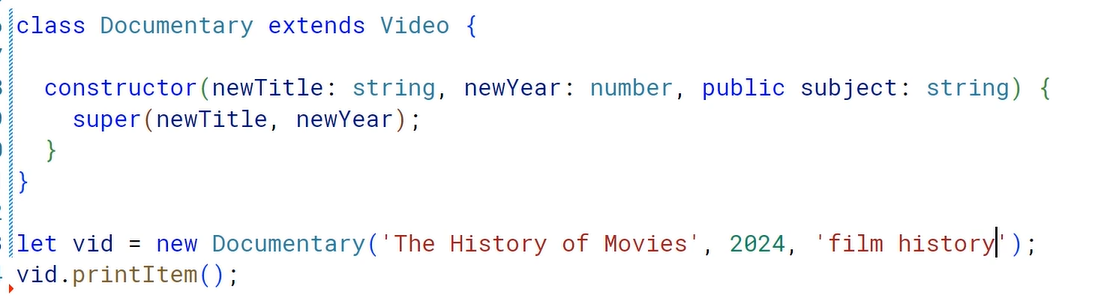 class Documentary extends Video {
constructor(newTitle: string, newYear: number, public subject: string) {
super(newTitle, newYear);
}
}
let vid = new Documentary('The History of Movies', 2024, 'film history');
vid.printItem();